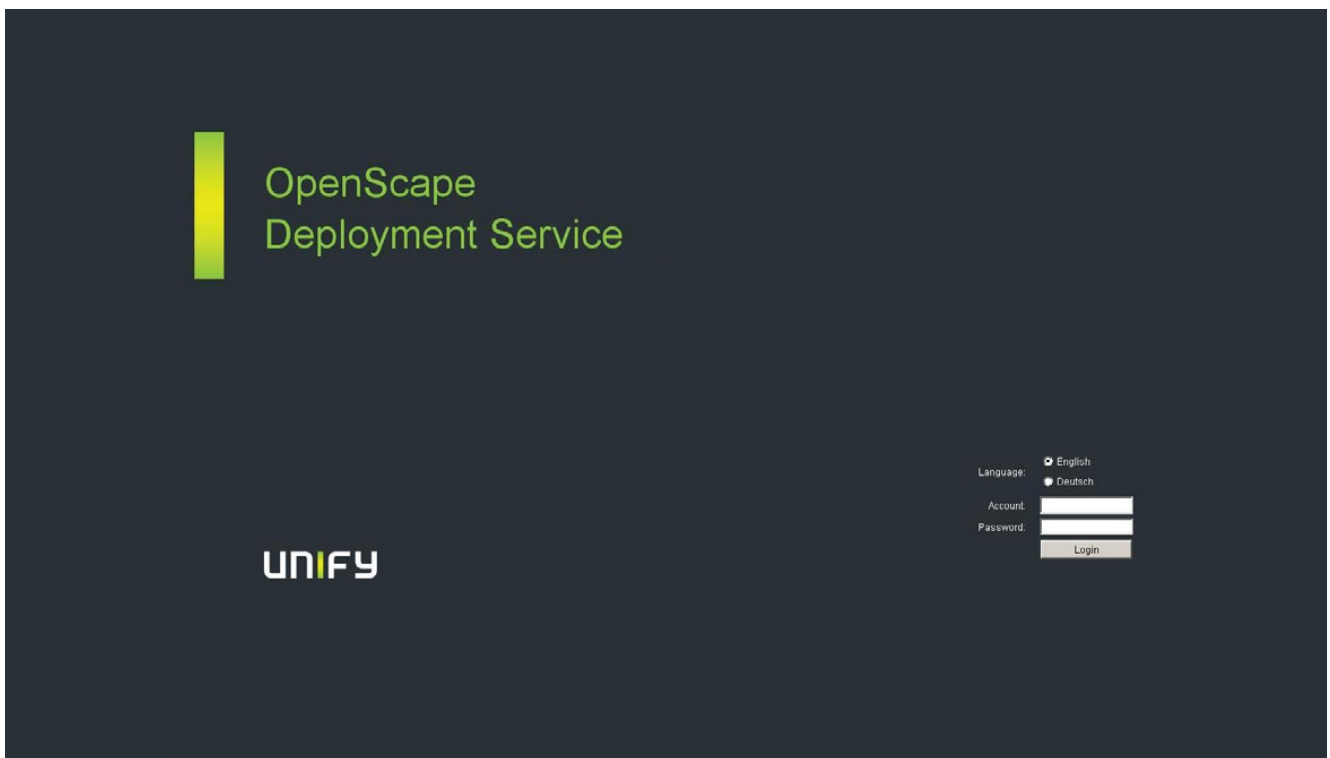 OpenScape
Deployment Service
Language:
English
Deutsch
Account:
Password:
Login
UNIFY